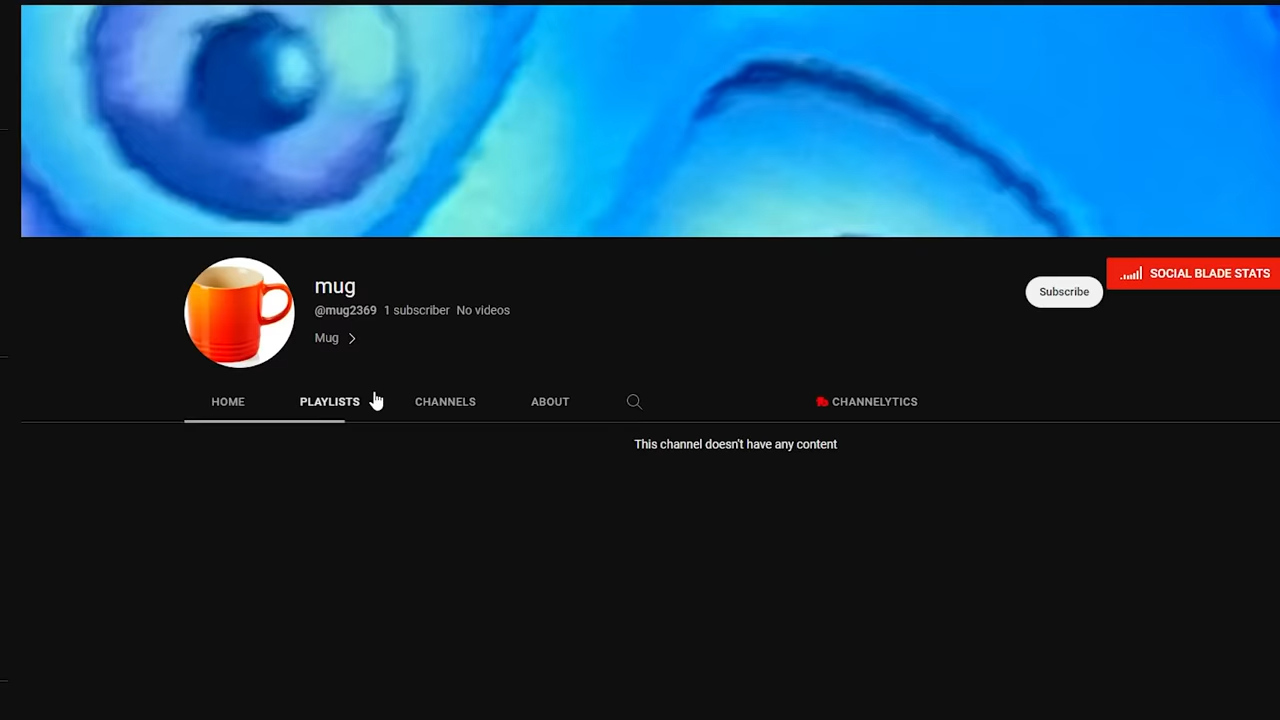 mug
@mug2369 1 subscriber No videos
Mug
Subscribe
SOCIAL BLADE STATS
HOME PLAYLISTS CHANNELS ABOUT CHANNELYTICS
This channel doesn't have any content